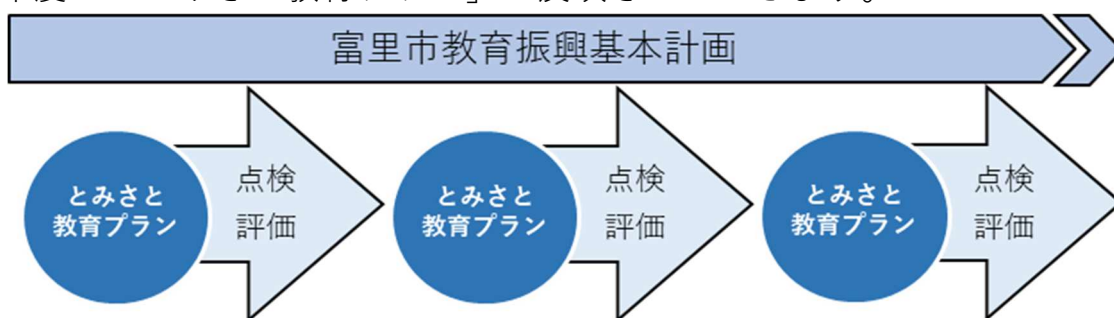 富里市教育振興基本計画
とみさと
教育プラン
点検
評価
とみさと
教育プラン
点検
評価
とみさと
教育プラン
点検
評価